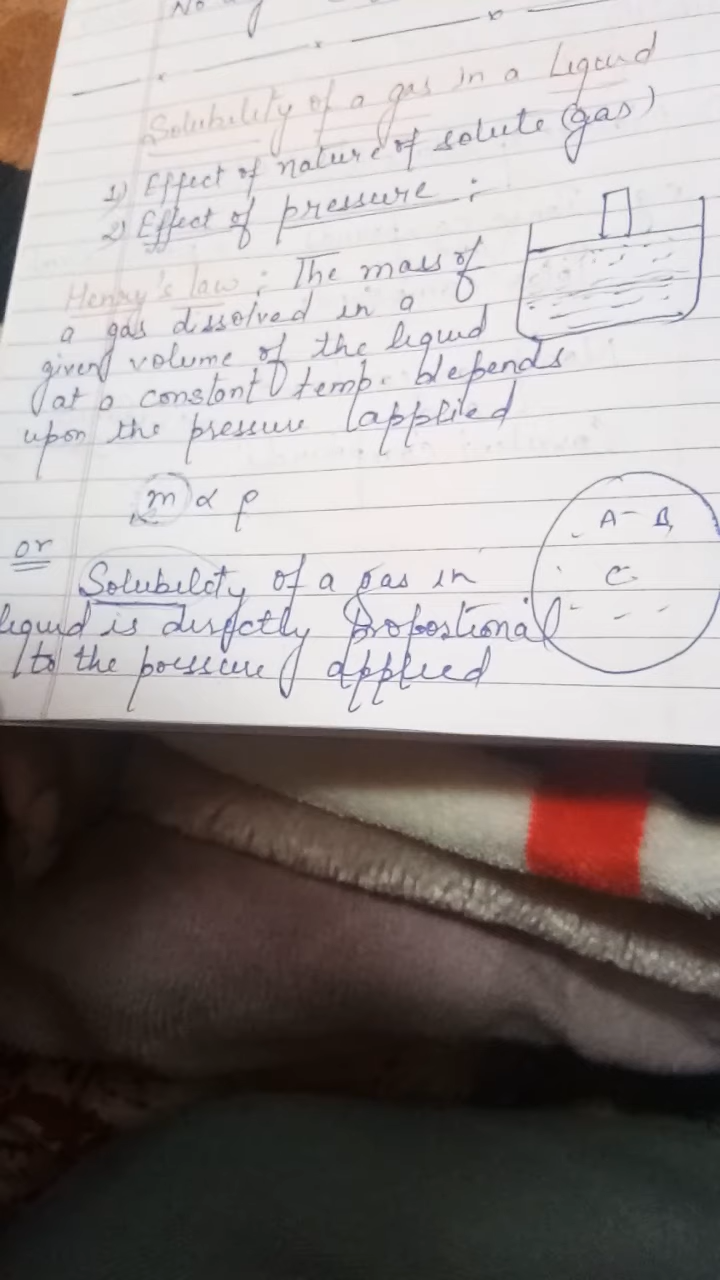 No
Solubility of a gas in a Liquid
1) Effect of nature of solute (gas)
2) Effect of pressure :
Henry's law : The mass of
a gas dissolved in a
given volume of the liquid
at a constant temp. depends
upon the pressure applied
m ∝ p
or
Solubility of a gas in
liquid is directly proportional
to the pressure applied
A - B
C